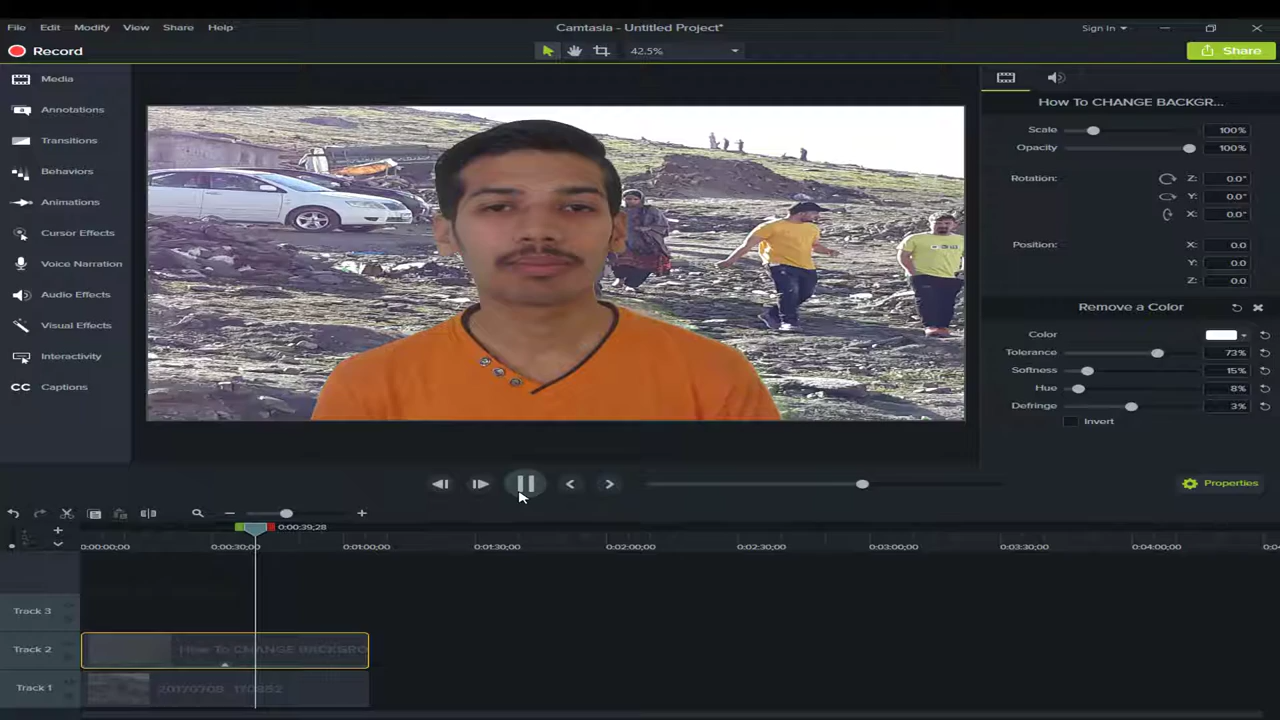 File Edit Modify View Share Help
Camtasia - Untitled Project*
Sign In
Record
42.5%
Share
Media
Annotations
Transitions
Behaviors
Animations
Cursor Effects
Voice Narration
Audio Effects
Visual Effects
Interactivity
CC Captions
How To CHANGE BACKGR...
Scale 100%
Opacity 100%
Rotation: Z: 0.0°
Y: 0.0°
X: 0.0°
Position: X: 0.0
Y: 0.0
Z: 0.0
Remove a Color
Color
Tolerance 73%
Softness 15%
Hue 8%
Defringe 3%
Invert
Properties
0:00:39;28
0:00:00;00 0:00:30;00 0:01:00;00 0:01:30;00 0:02:00;00 0:02:30;00 0:03:00;00 0:03:30;00 0:04:00;00
Track 3
Track 2 How To CHANGE BACKGRO
Track 1